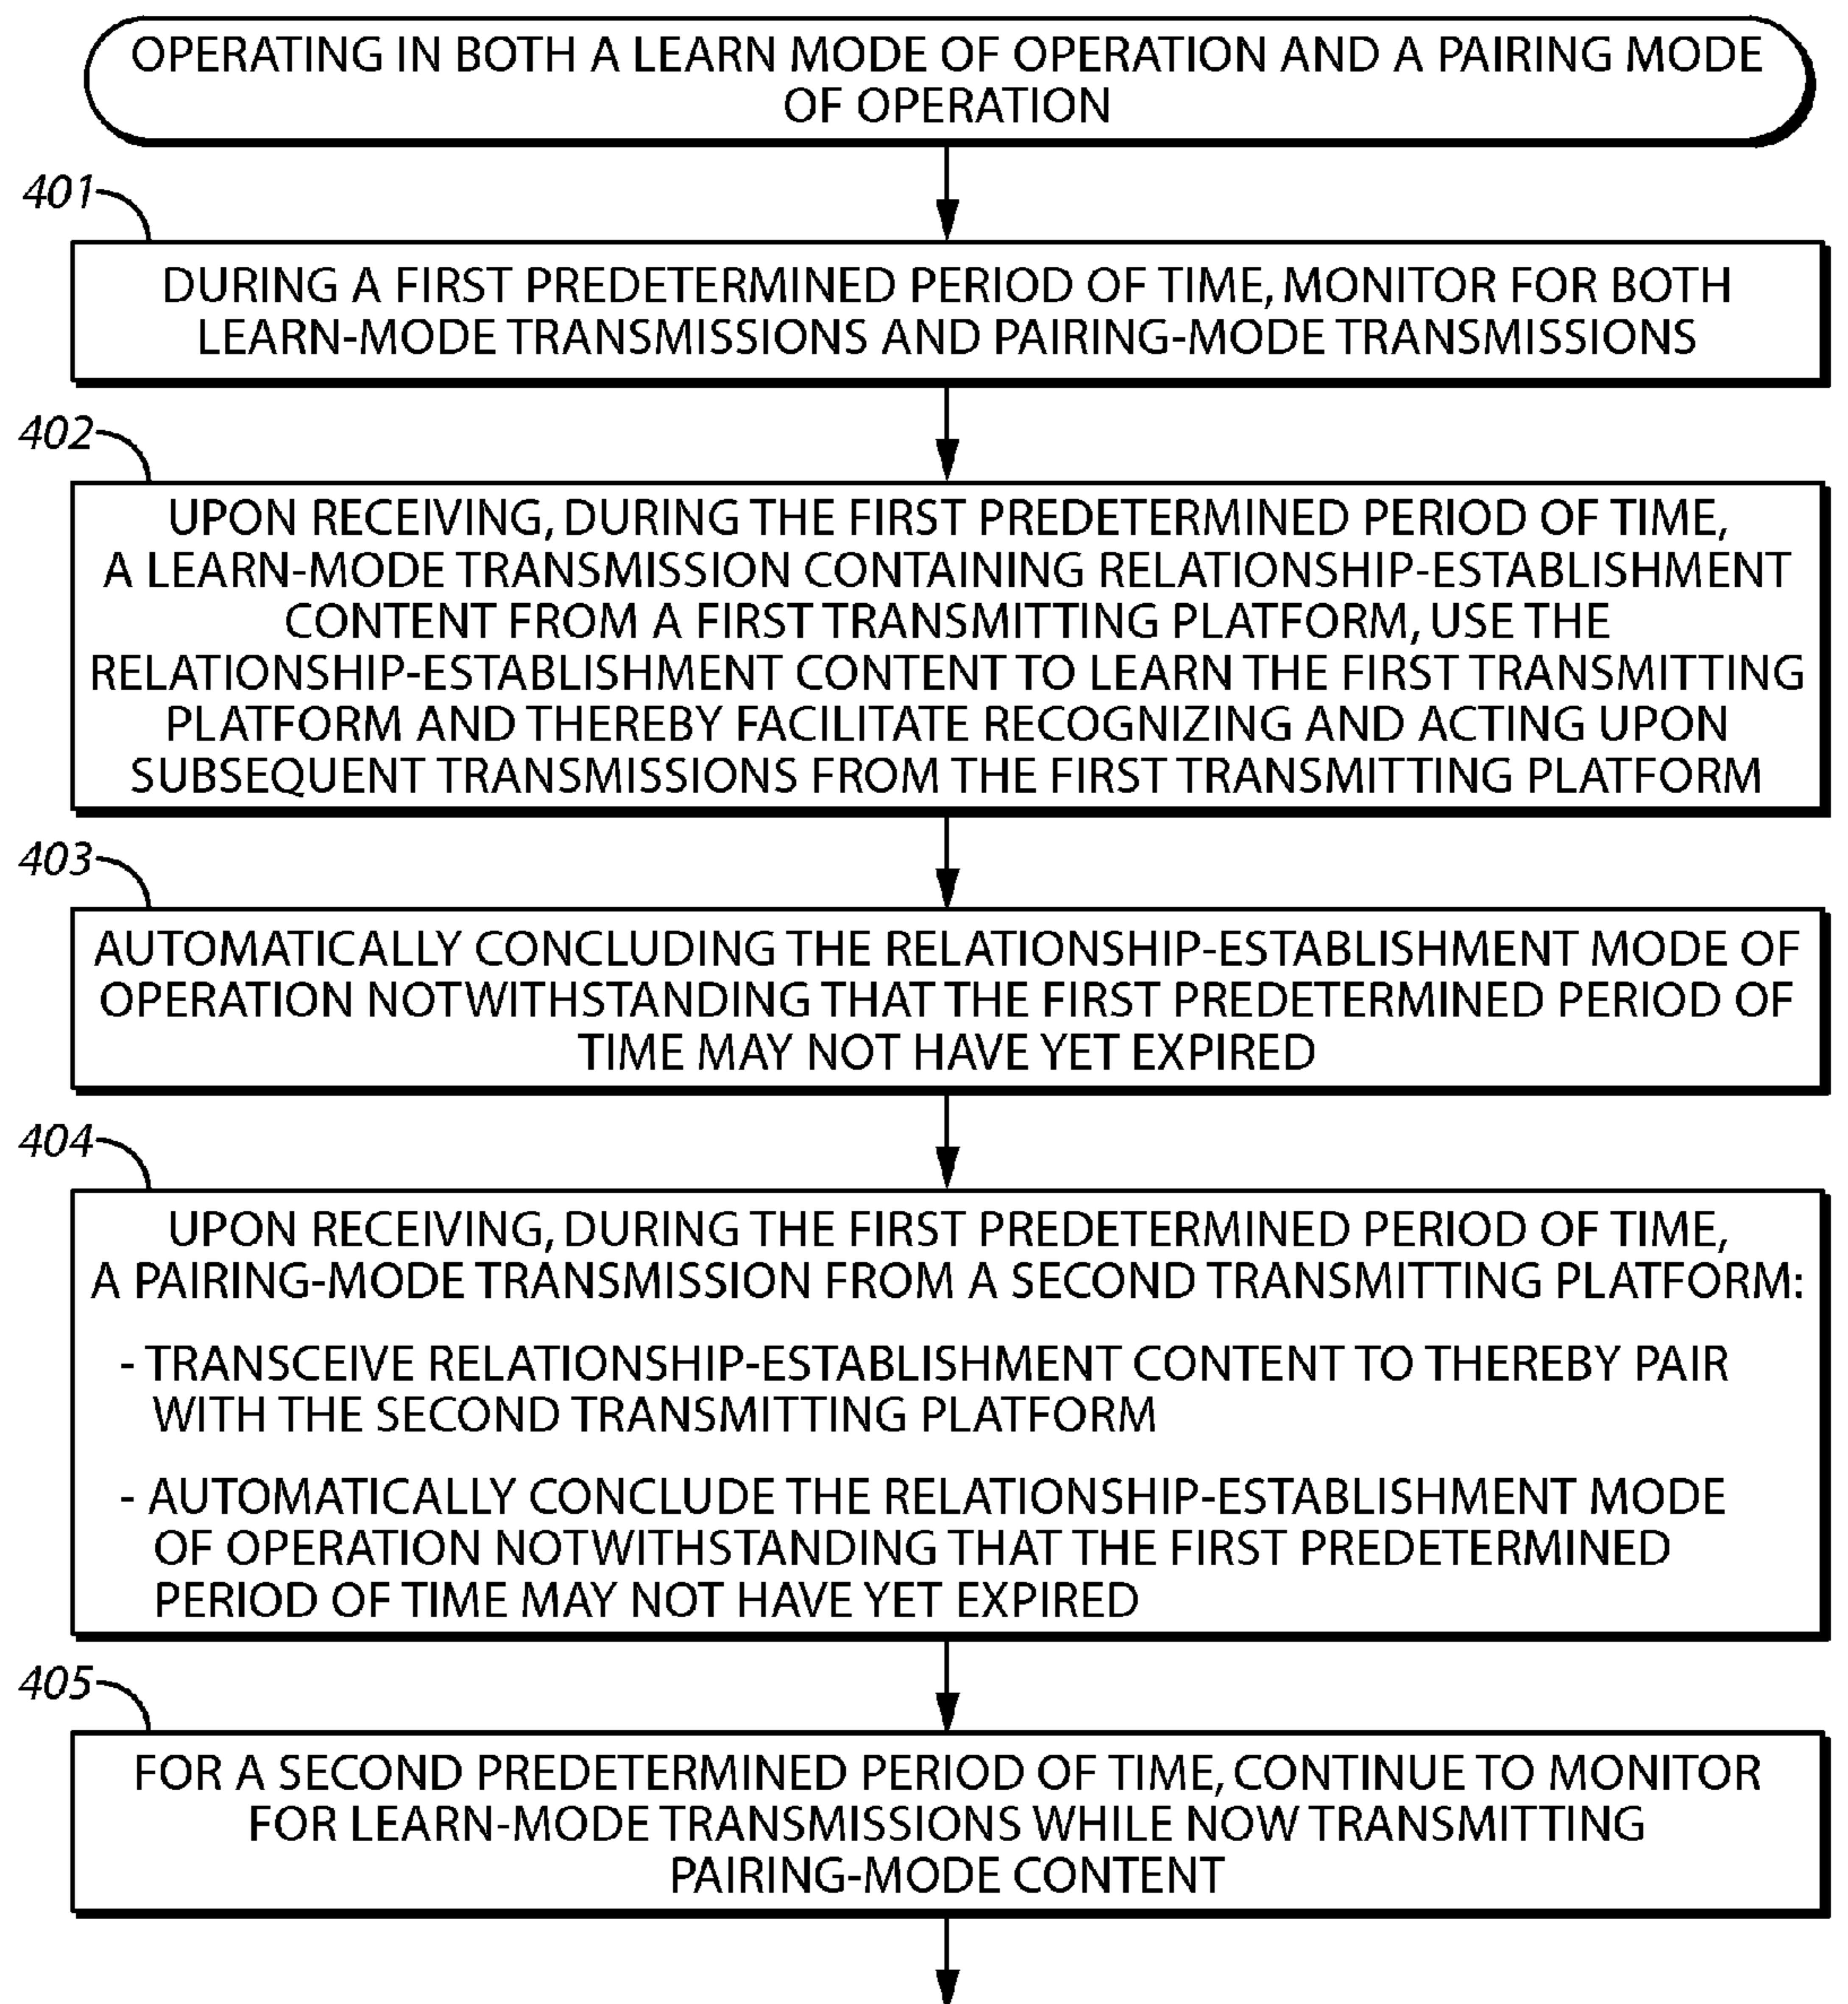 OPERATING IN BOTH A LEARN MODE OF OPERATION AND A PAIRING MODE
OF OPERATION
401
DURING A FIRST PREDETERMINED PERIOD OF TIME, MONITOR FOR BOTH
LEARN-MODE TRANSMISSIONS AND PAIRING-MODE TRANSMISSIONS
402
UPON RECEIVING, DURING THE FIRST PREDETERMINED PERIOD OF TIME,
A LEARN-MODE TRANSMISSION CONTAINING RELATIONSHIP-ESTABLISHMENT
CONTENT FROM A FIRST TRANSMITTING PLATFORM, USE THE
RELATIONSHIP-ESTABLISHMENT CONTENT TO LEARN THE FIRST TRANSMITTING
PLATFORM AND THEREBY FACILITATE RECOGNIZING AND ACTING UPON
SUBSEQUENT TRANSMISSIONS FROM THE FIRST TRANSMITTING PLATFORM
403
AUTOMATICALLY CONCLUDING THE RELATIONSHIP-ESTABLISHMENT MODE OF
OPERATION NOTWITHSTANDING THAT THE FIRST PREDETERMINED PERIOD OF
TIME MAY NOT HAVE YET EXPIRED
404
UPON RECEIVING, DURING THE FIRST PREDETERMINED PERIOD OF TIME,
A PAIRING-MODE TRANSMISSION FROM A SECOND TRANSMITTING PLATFORM:
- TRANSCEIVE RELATIONSHIP-ESTABLISHMENT CONTENT TO THEREBY PAIR
WITH THE SECOND TRANSMITTING PLATFORM
- AUTOMATICALLY CONCLUDE THE RELATIONSHIP-ESTABLISHMENT MODE
OF OPERATION NOTWITHSTANDING THAT THE FIRST PREDETERMINED
PERIOD OF TIME MAY NOT HAVE YET EXPIRED
405
FOR A SECOND PREDETERMINED PERIOD OF TIME, CONTINUE TO MONITOR
FOR LEARN-MODE TRANSMISSIONS WHILE NOW TRANSMITTING
PAIRING-MODE CONTENT